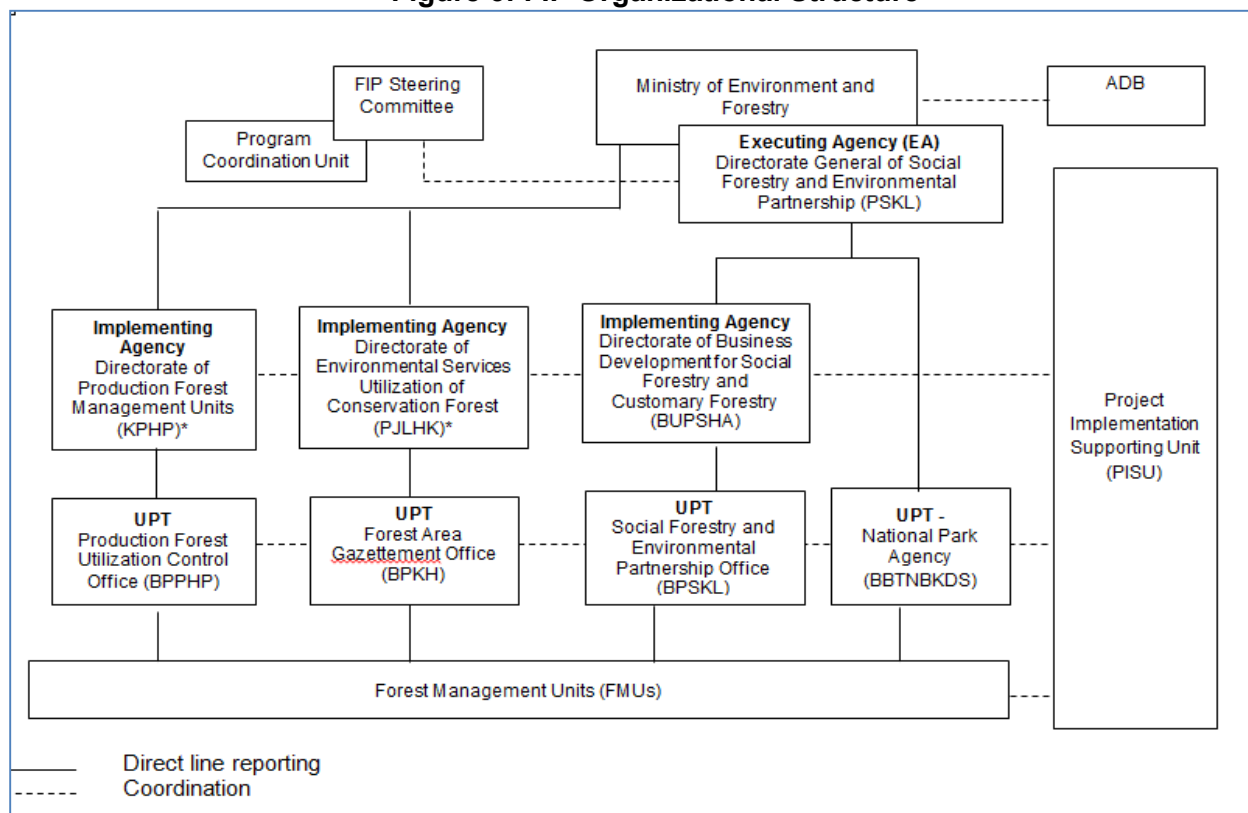 Figure FIP Organizational Structure
FIP Steering
Committee
Program
Coordination Unit
Ministry of Environment and
Forestry
ADB
Executing Agency (EA)
Directorate General of Social
Forestry and Environmental
Partnership (PSKL)
Implementing
Agency
Directorate of
Production Forest
Management Units
(KPHP)*
Implementing Agency
Directorate of
Environmental Services
Utilization of
Conservation Forest
(PJLHK)*
Implementing Agency
Directorate of Business
Development for Social
Forestry and
Customary Forestry
(BUPSHA)
Project
Implementation
Supporting Unit
(PISU)
UPT
Production Forest
Utilization Control
Office (BPPHP)
UPT
Forest Area
Gazettement Office
(BPKH)
UPT
Social Forestry and
Environmental
Partnership Office
(BPSKL)
UPT -
National Park
Agency
(BBTNBKDS)
Forest Management Units (FMUs)
Direct line reporting
Coordination